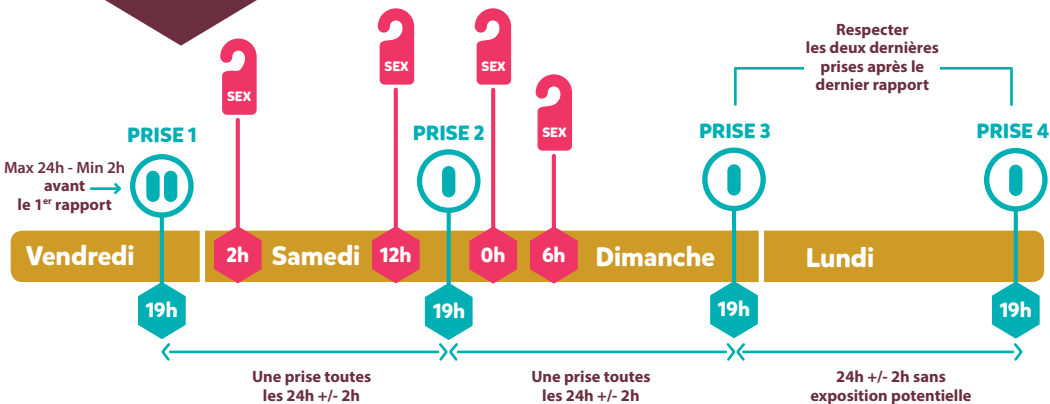 Respecter
les deux dernières
prises après le
dernier rapport
SEX
SEX
SEX
SEX
PRISE 1
PRISE 2
PRISE 3
PRISE 4
Max 24h - Min 2h
avant
le 1er rapport
Vendredi
2h
Samedi
12h
0h
6h
Dimanche
Lundi
19h
19h
19h
19h
Une prise toutes
les 24h +/- 2h
Une prise toutes
les 24h +/- 2h
24h +/- 2h sans
exposition potentielle